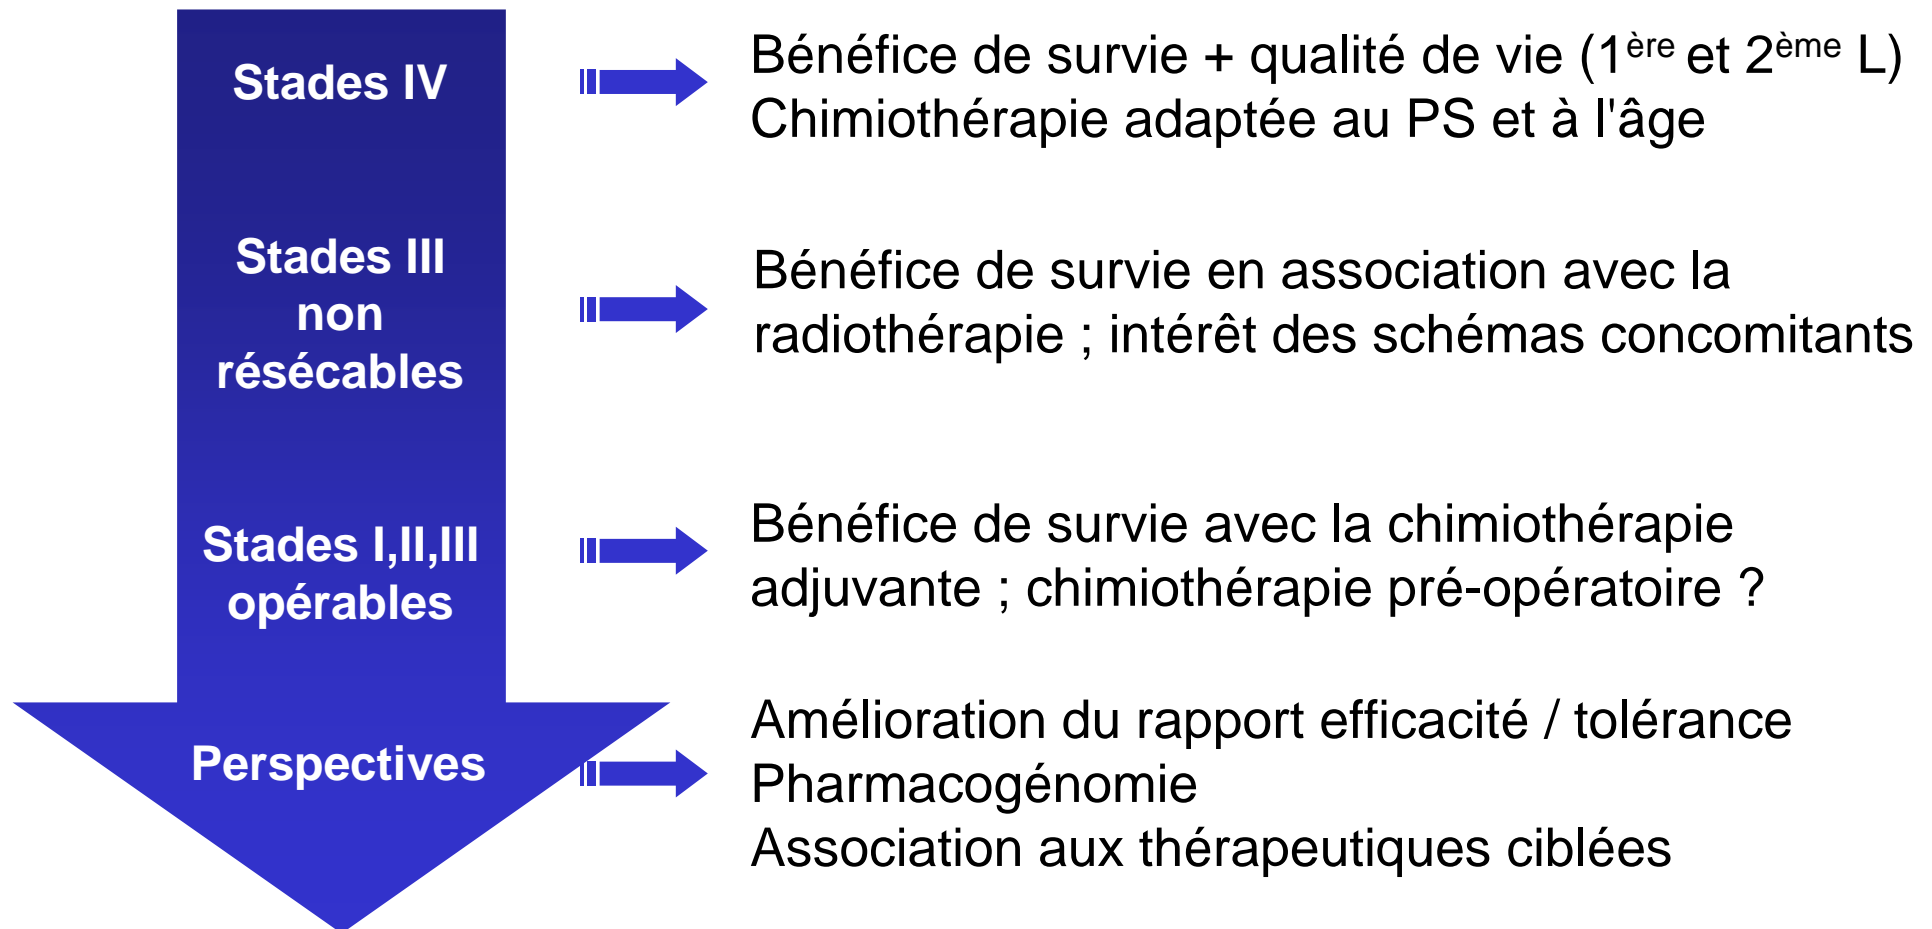 Stades IV
Bénéfice de survie + qualité de vie (1ère et 2ème L)
Chimiothérapie adaptée au PS et à l'âge
Stades III
non
résécables
Bénéfice de survie en association avec la
radiothérapie ; intérêt des schémas concomitants
Stades I,II,III
opérables
Bénéfice de survie avec la chimiothérapie
adjuvante ; chimiothérapie pré-opératoire ?
Perspectives
Amélioration du rapport efficacité / tolérance
Pharmacogénomie
Association aux thérapeutiques ciblées